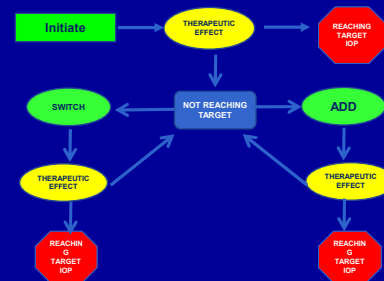 Initiate
THERAPEUTIC
EFFECT
REACHING
TARGET
IOP
SWITCH
NOT REACHING
TARGET
ADD
THERAPEUTIC
EFFECT
THERAPEUTIC
EFFECT
REACHIN
G
TARGET
IOP
REACHIN
G
TARGET
IOP